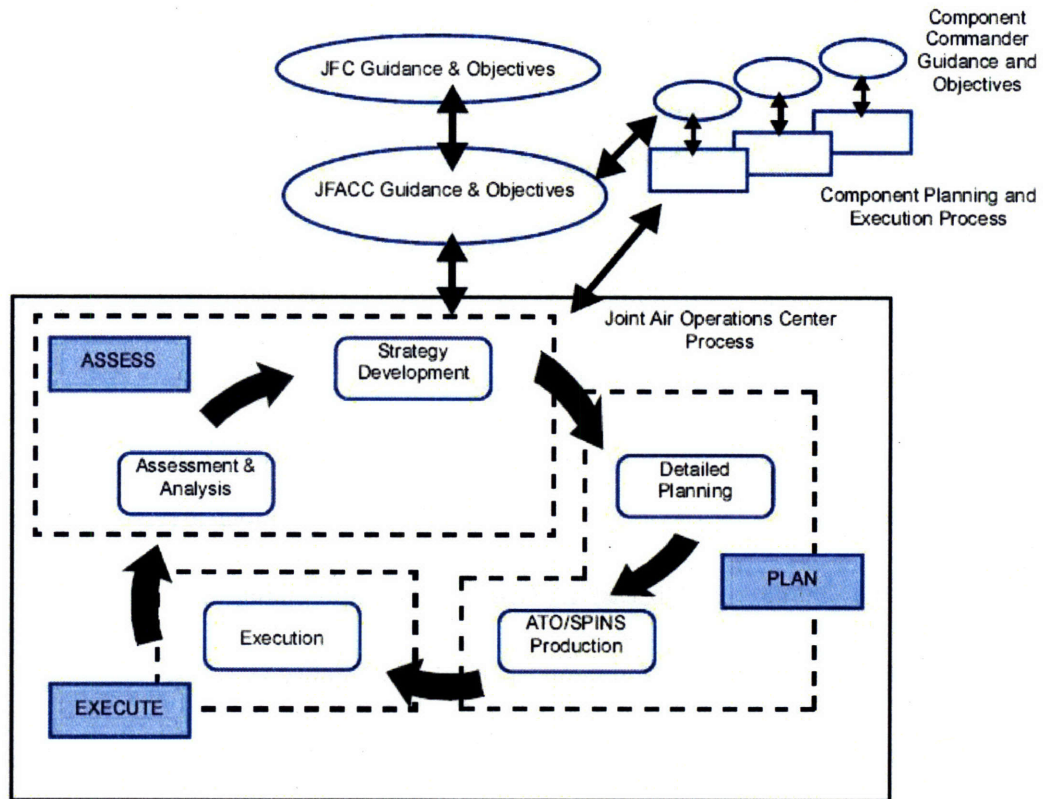 JFC Guidance & Objectives
Component
Commander
Guidance and
Objectives
JFACC Guidance & Objectives
Component Planning and
Execution Process
Joint Air Operations Center
Process
ASSESS
Strategy
Development
Assessment &
Analysis
Detailed
Planning
PLAN
Execution
ATO/SPINS
Production
EXECUTE